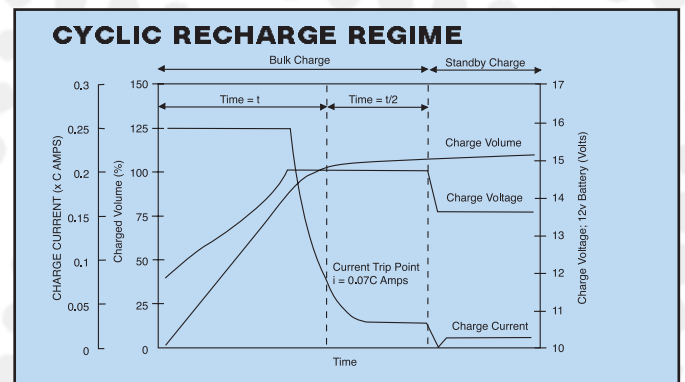 CYCLIC RECHARGE REGIME
Bulk Charge
Standby Charge
Time = t
Time = t/2
CHARGE CURRENT (x C AMPS)
0.3
0.25
0.2
0.15
0.1
0.05
0
Charged Volume (%)
150
125
100
75
50
25
0
Charge Volume
Charge Voltage
Current Trip Point
i = 0.07C Amps
Charge Current
17
16
15
14
13
12
11
10
Charge Voltage: 12v Battery (Volts)
Time